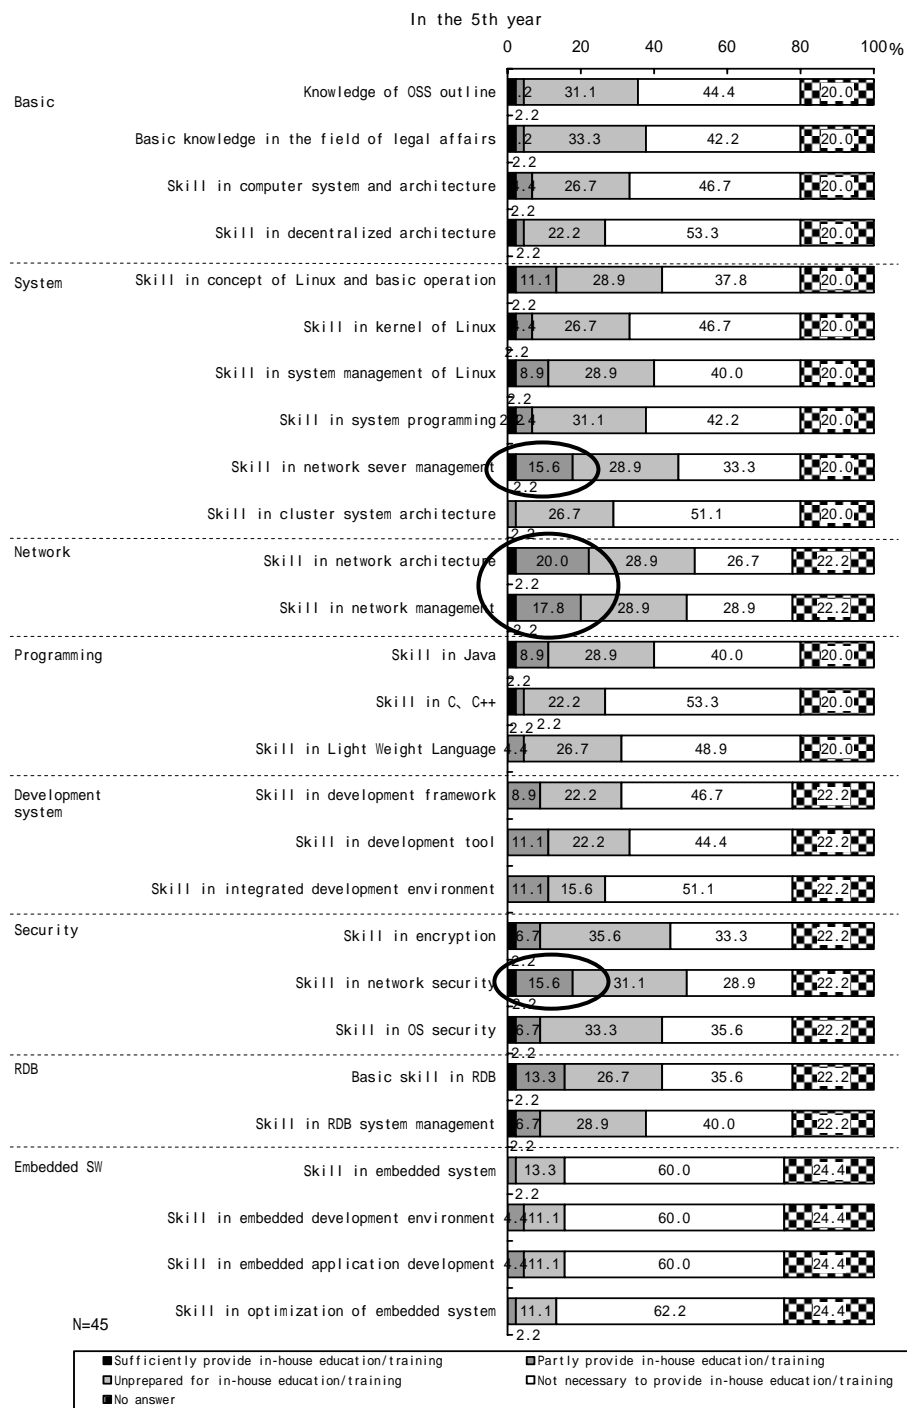 In the 5th year
0 20 40 60 80 100%
Basic
Knowledge of OSS outline .2 31.1 44.4 20.0
2.2
Basic knowledge in the field of legal affairs .2 33.3 42.2 20.0
2.2
Skill in computer system and architecture 4.4 26.7 46.7 20.0
2.2
Skill in decentralized architecture 22.2 53.3 20.0
2.2
System
Skill in concept of Linux and basic operation 11.1 28.9 37.8 20.0
2.2
Skill in kernel of Linux 4.4 26.7 46.7 20.0
2.2
Skill in system management of Linux 8.9 28.9 40.0 20.0
2.2
Skill in system programming 2.2 2.4 31.1 42.2 20.0
Skill in network sever management 15.6 28.9 33.3 20.0
2.2
Skill in cluster system architecture 26.7 51.1 20.0
2.2
Network
Skill in network architecture 20.0 28.9 26.7 22.2
2.2
Skill in network management 17.8 28.9 28.9 22.2
2.2
Programming
Skill in Java 8.9 28.9 40.0 20.0
2.2
Skill in C、C++ 22.2 53.3 20.0
2.2 2.2
Skill in Light Weight Language 4.4 26.7 48.9 20.0
Development
system
Skill in development framework 8.9 22.2 46.7 22.2
Skill in development tool 11.1 22.2 44.4 22.2
Skill in integrated development environment 11.1 15.6 51.1 22.2
Security
Skill in encryption 6.7 35.6 33.3 22.2
2.2
Skill in network security 15.6 31.1 28.9 22.2
2.2
Skill in OS security 6.7 33.3 35.6 22.2
2.2
RDB
Basic skill in RDB 13.3 26.7 35.6 22.2
2.2
Skill in RDB system management 6.7 28.9 40.0 22.2
2.2
Embedded SW
Skill in embedded system 13.3 60.0 24.4
2.2
Skill in embedded development environment 4.4 11.1 60.0 24.4
Skill in embedded application development 4.4 11.1 60.0 24.4
Skill in optimization of embedded system 11.1 62.2 24.4
2.2
N=45
Sufficiently provide in-house education/training Partly provide in-house education/training
Unprepared for in-house education/training Not necessary to provide in-house education/training
No answer